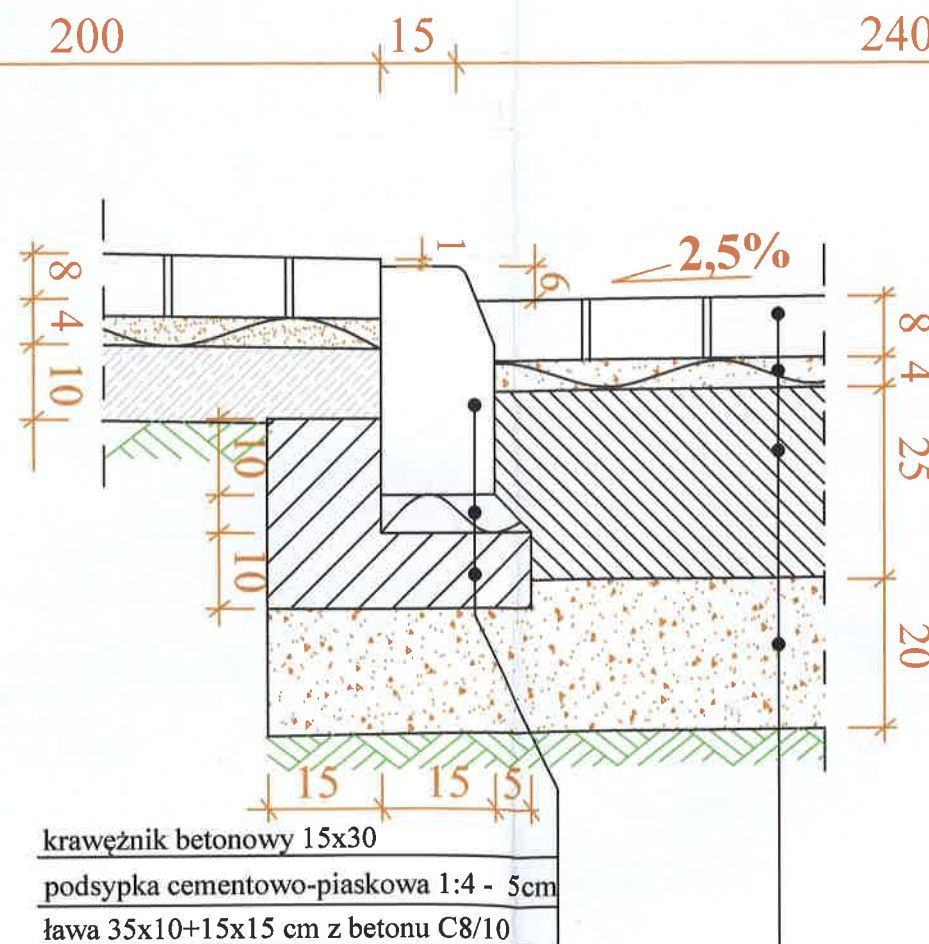 200 15 240
1
6
2,5%
8
4
10
10
10
8
4
25
20
15 15 5
krawężnik betonowy 15x30
podsypka cementowo-piaskowa 1:4 - 5cm
ława 35x10+15x15 cm z betonu C8/10